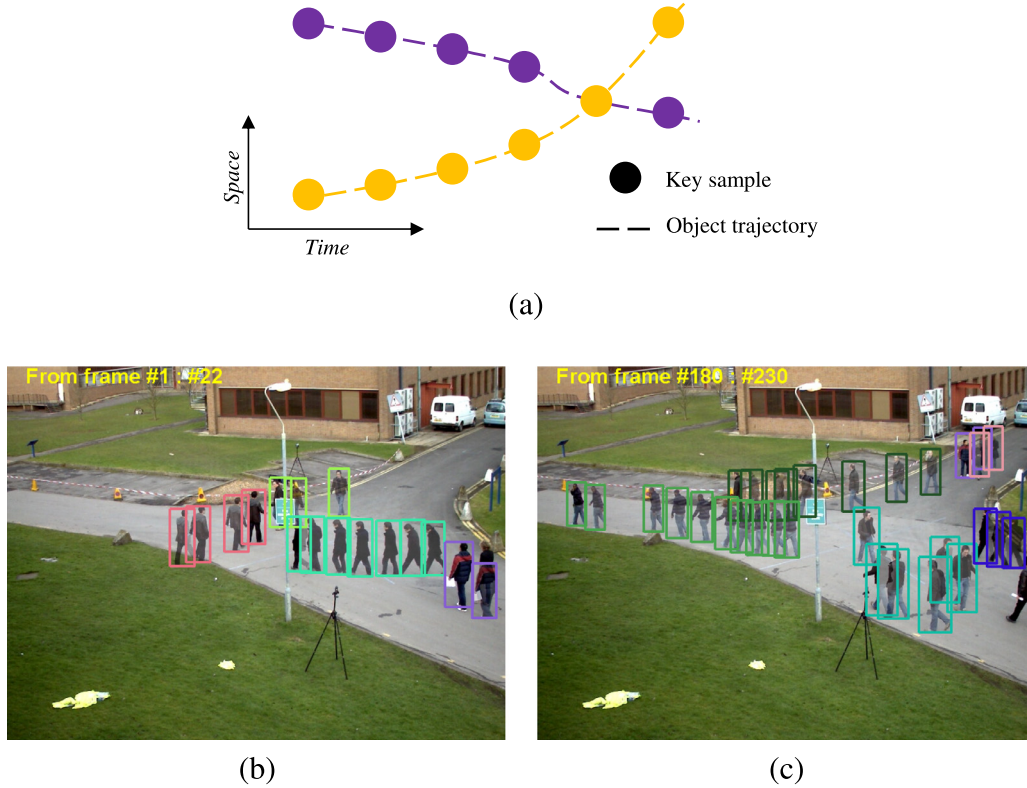 Space
Time
Key sample
Object trajectory
(a)
From frame #1 : #22
From frame #180 : #230
(b)
(c)